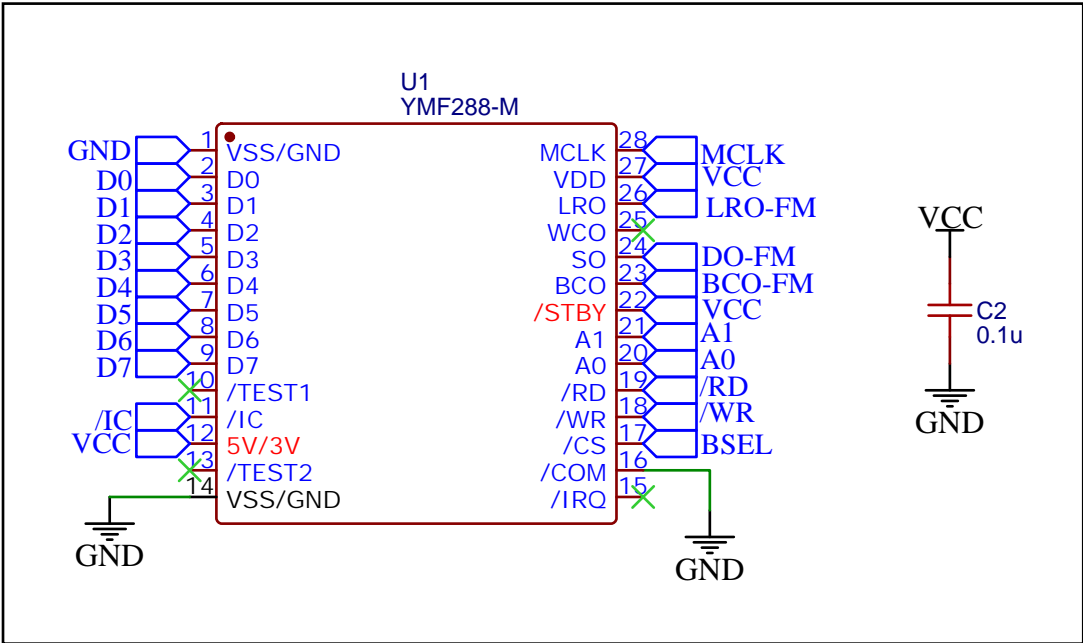 U1
YMF288-M
GND 1 VSS/GND MCLK 28 MCLK
D0 2 D0 VDD 27 VCC
D1 3 D1 LRO 26 LRO-FM
D2 4 D2 WCO 25
D3 5 D3 SO 24 DO-FM
D4 6 D4 BCO 23 BCO-FM
D5 7 D5 /STBY 22 VCC
D6 8 D6 A1 21 A1
D7 9 D7 A0 20 A0
10 /TEST1 /RD 19 /RD
/IC 11 /IC /WR 18 /WR
VCC 12 5V/3V /CS 17 BSEL
13 /TEST2 /COM 16
14 VSS/GND /IRQ 15
GND
GND
VCC
C2
0.1u
GND